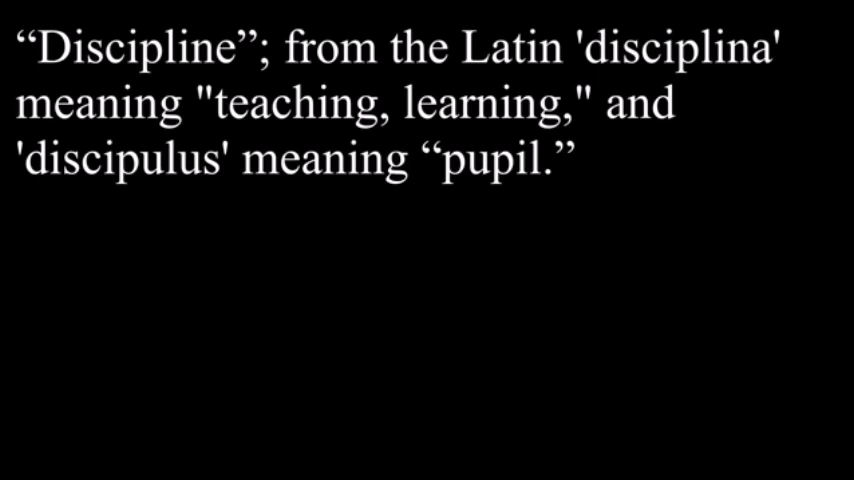 “Discipline”; from the Latin 'disciplina'
meaning "teaching, learning," and
'discipulus' meaning “pupil.”